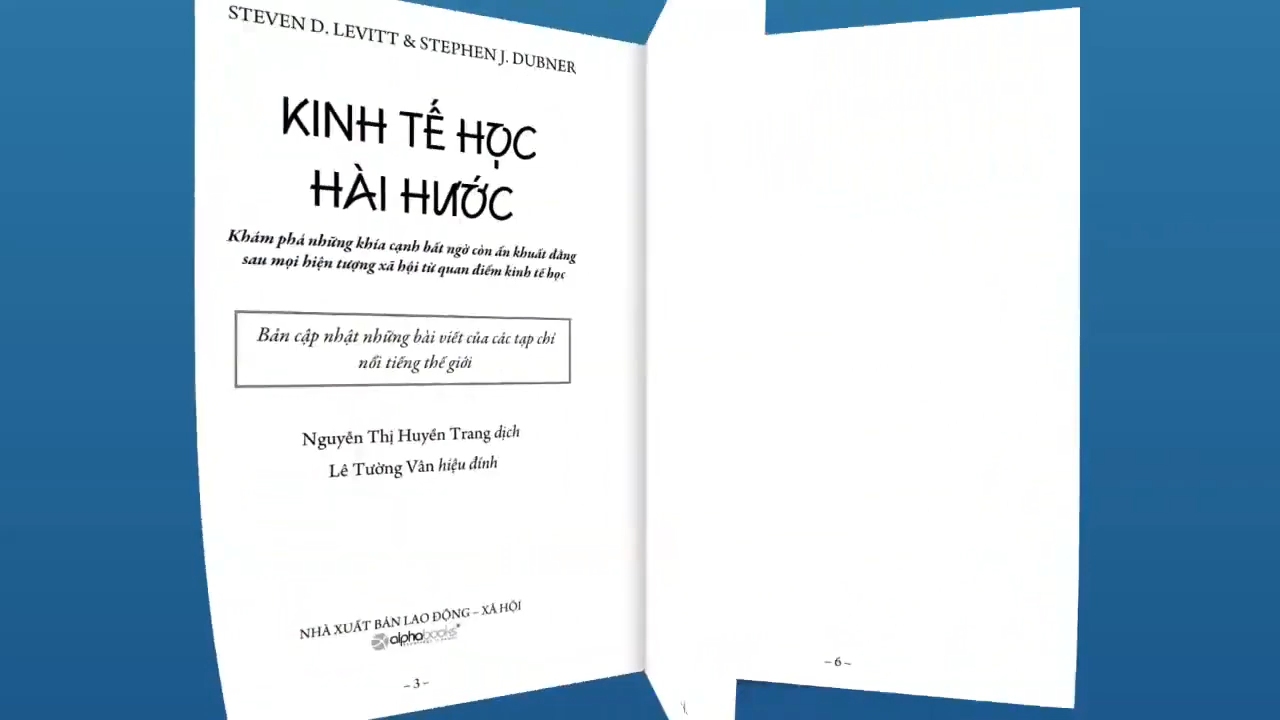 STEVEN D. LEVITT & STEPHEN J. DUBNER
KINH TẾ HỌC
HÀI HƯỚC
Khám phá những khía cạnh bất ngờ còn ẩn khuất đằng
sau mọi hiện tượng xã hội từ quan điểm kinh tế học
Bản cập nhật những bài viết của các tạp chí
nổi tiếng thế giới
Nguyễn Thị Huyền Trang dịch
Lê Tường Vân hiệu đính
NHÀ XUẤT BẢN LAO ĐỘNG – XÃ HỘI
alphabooks
– 3 –
– 6 –